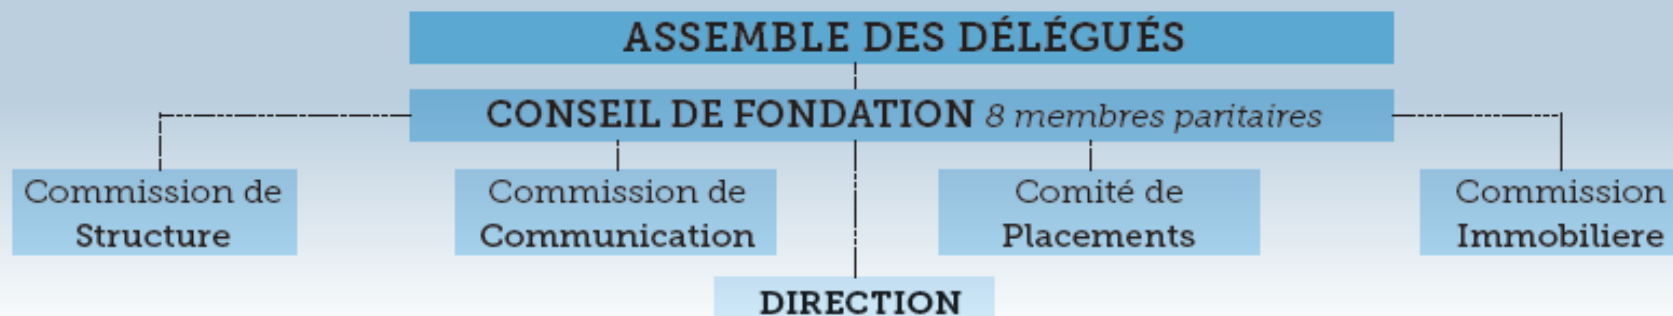 ASSEMBLE DES DÉLÉGUÉS
CONSEIL DE FONDATION 8 membres paritaires
Commission de
Structure
Commission de
Communication
Comité de
Placements
Commission
Immobiliere
DIRECTION